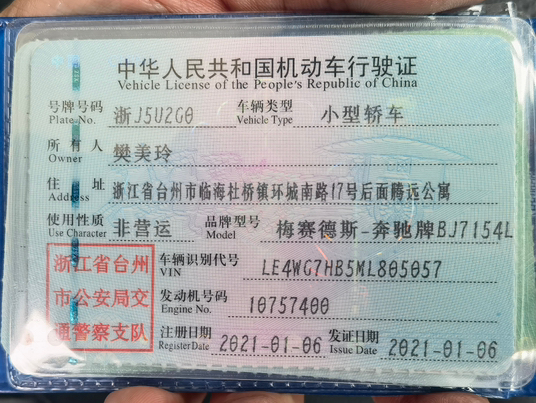 中华人民共和国机动车行驶证
Vehicle License of the People's Republic of China
号牌号码 Plate No. 浙J5U2G0 车辆类型 Vehicle Type 小型轿车
所有人 Owner 樊美玲
住址 Address 浙江省台州市临海杜桥镇环城南路17号后面腾远公寓
使用性质 Use Character 非营运 品牌型号 Model 梅赛德斯-奔驰牌BJ7154L
浙江省台州 车辆识别代号 VIN LE4WG7HB5ML805057
市公安局交 发动机号码 Engine No. 10757400
通警察支队 注册日期 Register Date 2021-01-06 发证日期 Issue Date 2021-01-06